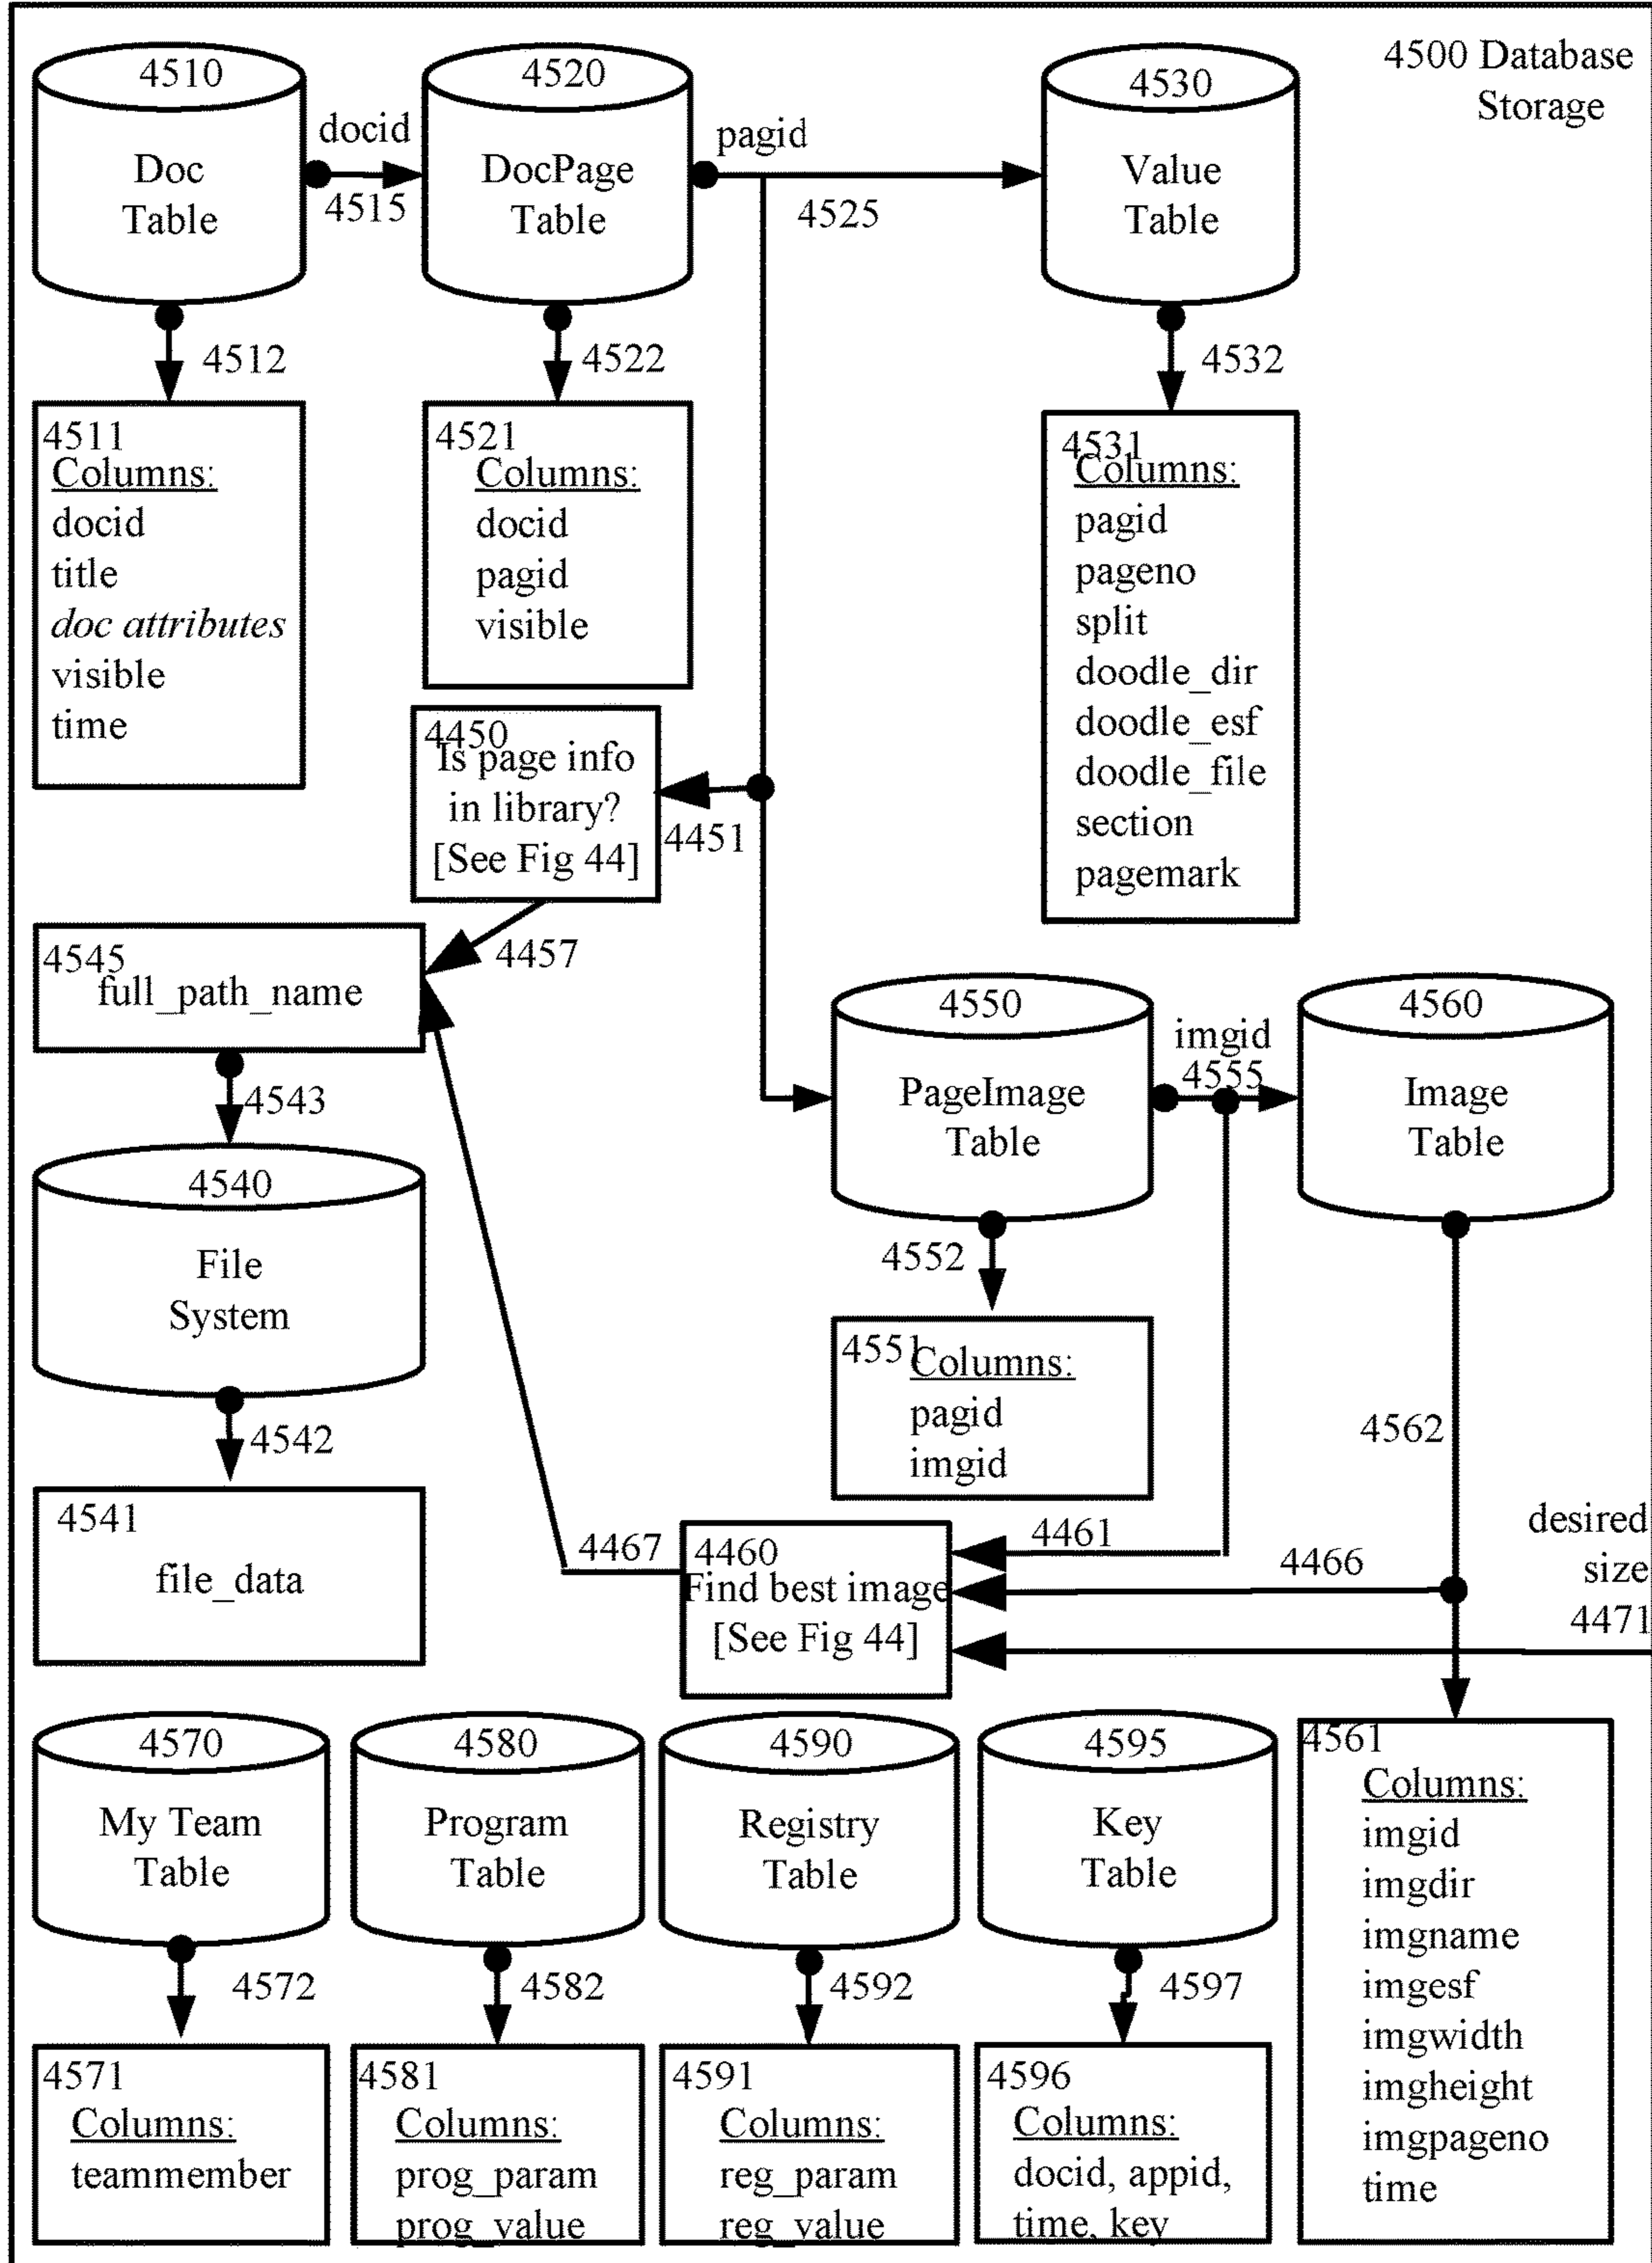 4500 Database
Storage
4510
Doc
Table
docid
4515
4520
DocPage
Table
pagid
4525
4530
Value
Table
4512
4522
4532
4511
Columns:
docid
title
doc attributes
visible
time
4521
Columns:
docid
pagid
visible
4531
Columns:
pagid
pageno
split
doodle_dir
doodle_esf
doodle_file
section
pagemark
4450
Is page info
in library?
[See Fig 44]
4451
4457
4545
full_path_name
4543
4540
File
System
4542
4541
file_data
4550
PageImage
Table
imgid
4555
4560
Image
Table
4552
4551
Columns:
pagid
imgid
4562
4467
4460
Find best image
[See Fig 44]
4461
4466
desired
size
4471
4570
My Team
Table
4580
Program
Table
4590
Registry
Table
4595
Key
Table
4572
4582
4592
4597
4571
Columns:
teammember
4581
Columns:
prog_param
prog_value
4591
Columns:
reg_param
reg_value
4596
Columns:
docid, appid,
time, key
4561
Columns:
imgid
imgdir
imgname
imgesf
imgwidth
imgheight
imgpageno
time